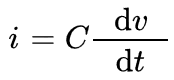 i = C dv/dt